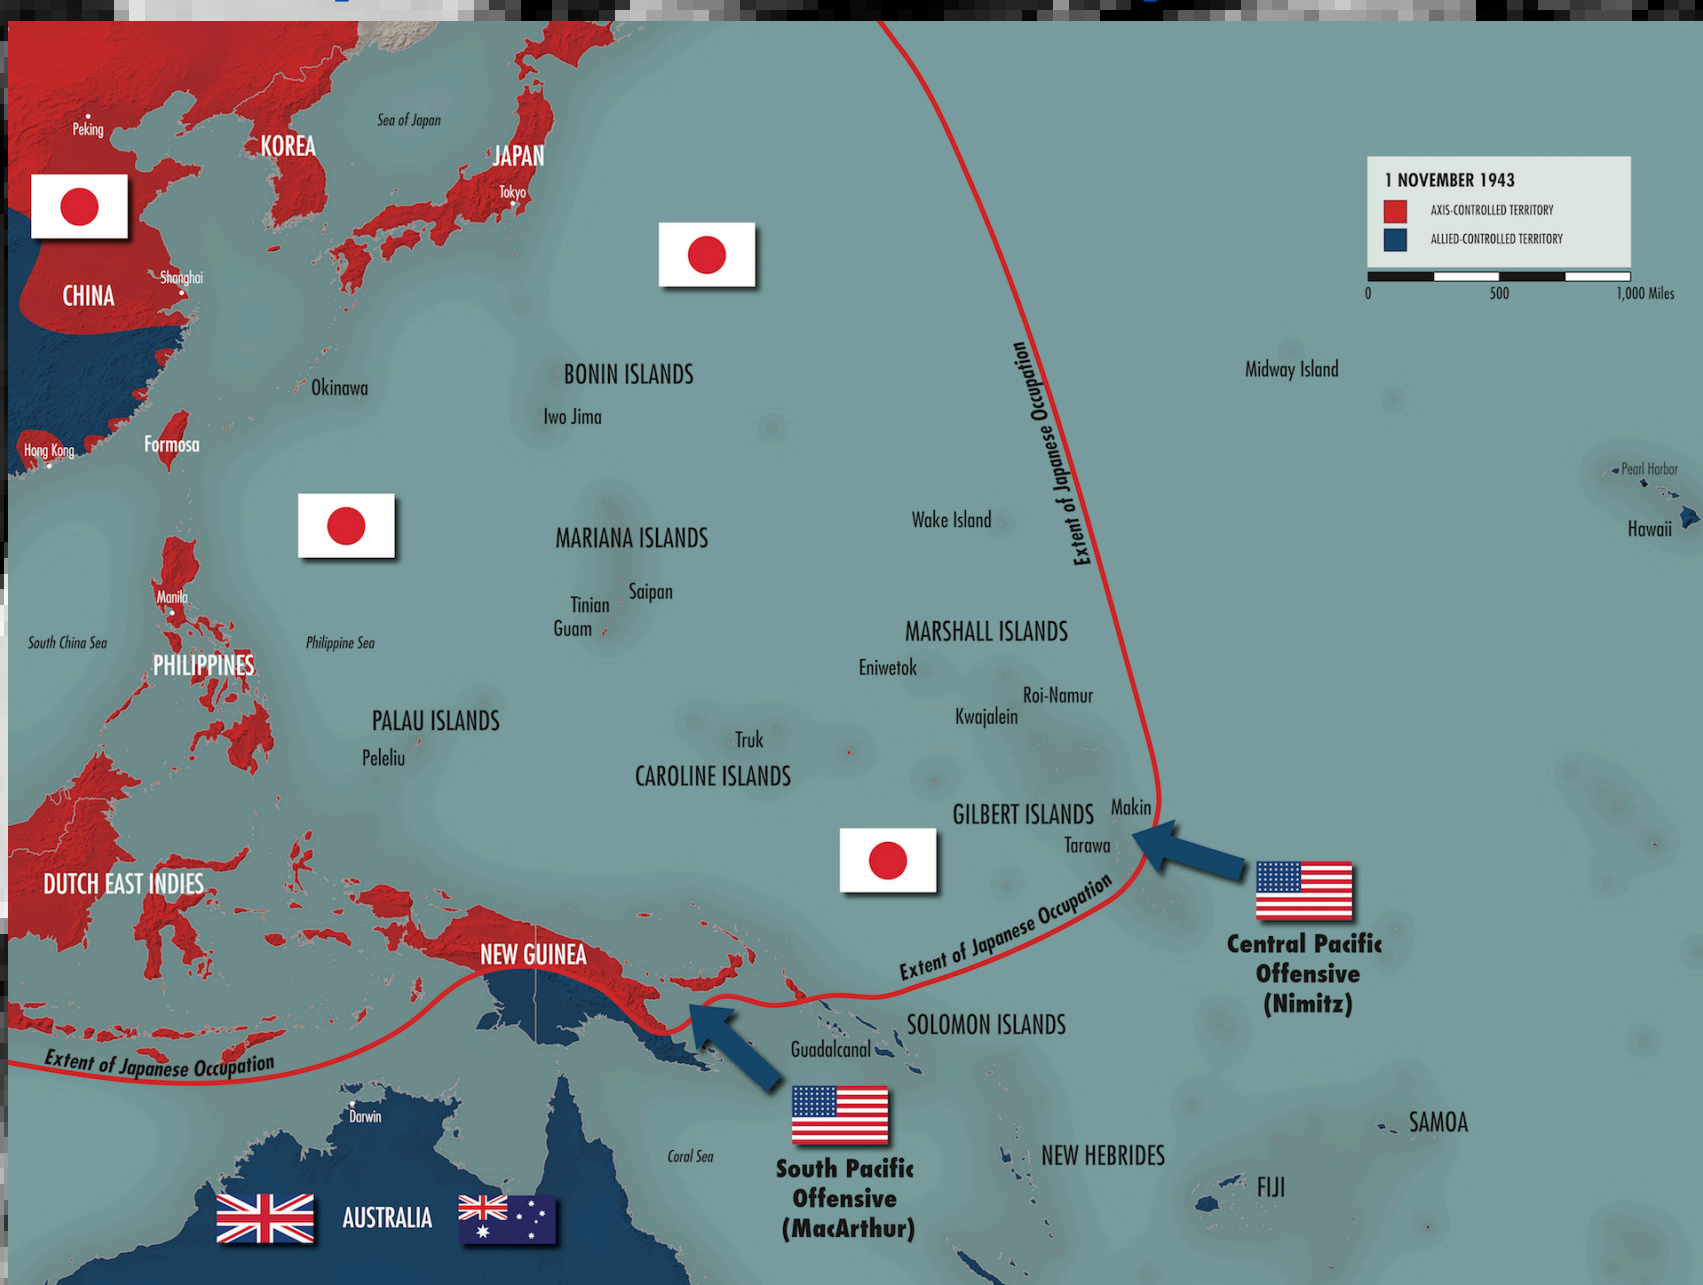 Sea of Japan
Peking
KOREA
JAPAN
Tokyo
1 NOVEMBER 1943
AXIS-CONTROLLED TERRITORY
ALLIED-CONTROLLED TERRITORY
0 500 1,000 Miles
Shanghai
CHINA
Extent of Japanese Occupation
Midway Island
BONIN ISLANDS
Okinawa
Iwo Jima
Formosa
Hong Kong
Pearl Harbor
Hawaii
Wake Island
MARIANA ISLANDS
Saipan
Tinian
Guam
Manila
South China Sea
Philippine Sea
PHILIPPINES
MARSHALL ISLANDS
Eniwetok
Roi-Namur
Kwajalein
PALAU ISLANDS
Peleliu
Truk
CAROLINE ISLANDS
GILBERT ISLANDS
Makin
Tarawa
DUTCH EAST INDIES
NEW GUINEA
Extent of Japanese Occupation
Central Pacific
Offensive
(Nimitz)
SOLOMON ISLANDS
Guadalcanal
Extent of Japanese Occupation
Darwin
Coral Sea
South Pacific
Offensive
(MacArthur)
NEW HEBRIDES
SAMOA
FIJI
AUSTRALIA